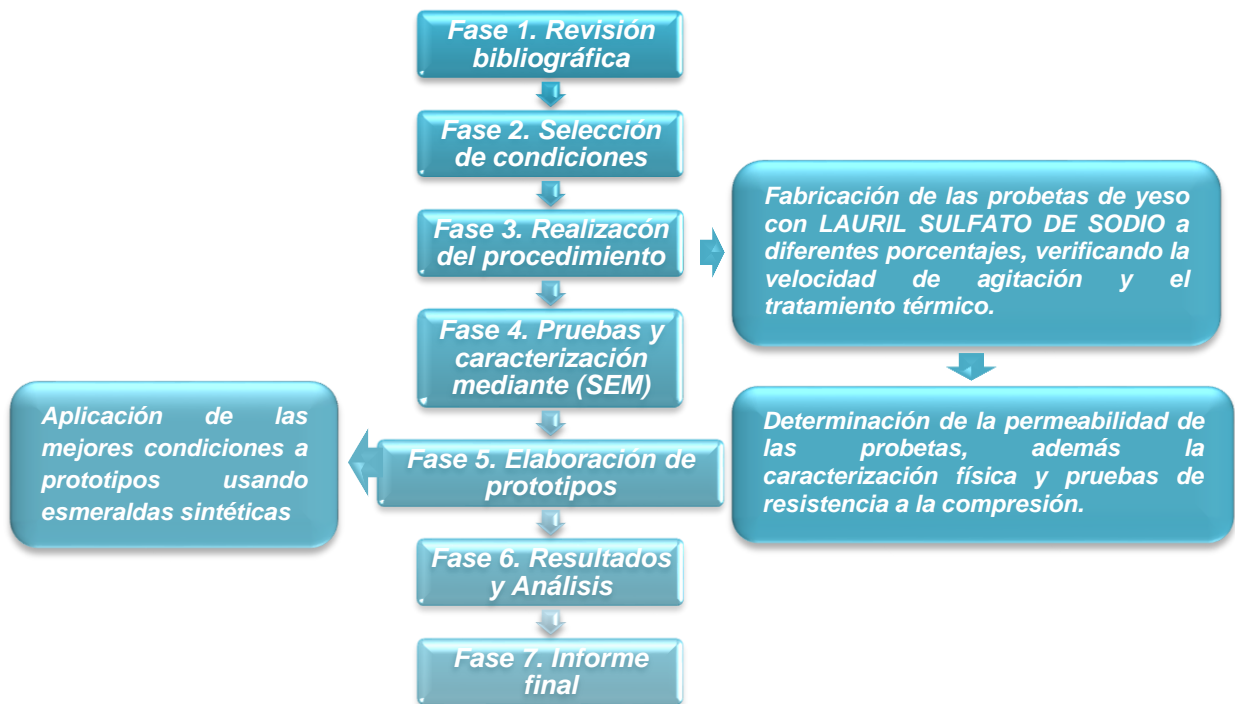 Fase 1. Revisión
bibliográfica
Fase 2. Selección
de condiciones
Fase 3. Realizacón
del procedimiento
Fabricación de las probetas de yeso
con LAURIL SULFATO DE SODIO a
diferentes porcentajes, verificando la
velocidad de agitación y el
tratamiento térmico.
Determinación de la permeabilidad de
las probetas, además la
caracterización física y pruebas de
resistencia a la compresión.
Fase 4. Pruebas y
caracterización
mediante (SEM)
Fase 5. Elaboración de
prototipos
Aplicación de las
mejores condiciones a
prototipos usando
esmeraldas sintéticas
Fase 6. Resultados
y Análisis
Fase 7. Informe
final